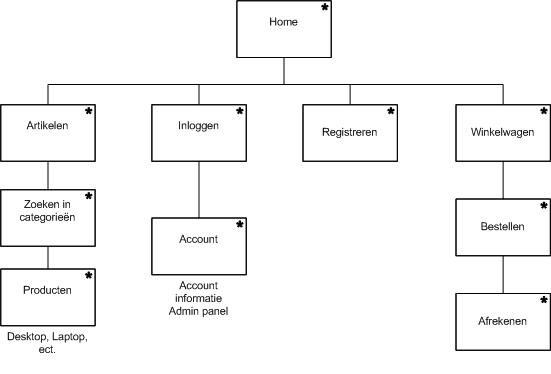 Home *
Artikelen *
Inloggen *
Registreren *
Winkelwagen *
Zoeken in *
categorieën
Account *
Bestellen *
Producten *
Account
informatie
Admin panel
Afrekenen *
Desktop, Laptop,
ect.